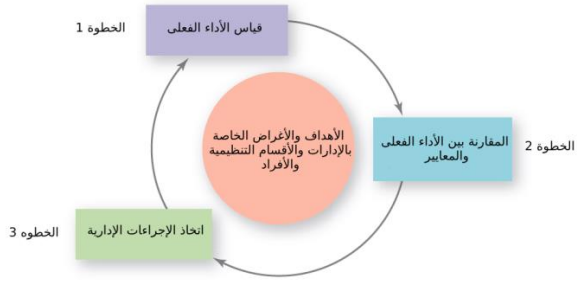 الخطوة 1
قياس الأداء الفعلى
المقارنة بين الأداء الفعلى
والمعايير
الخطوة 2
الأهداف والأغراض الخاصة
بالإدارات والأقسام التنظيمية
والأفراد
اتخاذ الإجراءات الإدارية
الخطوه 3